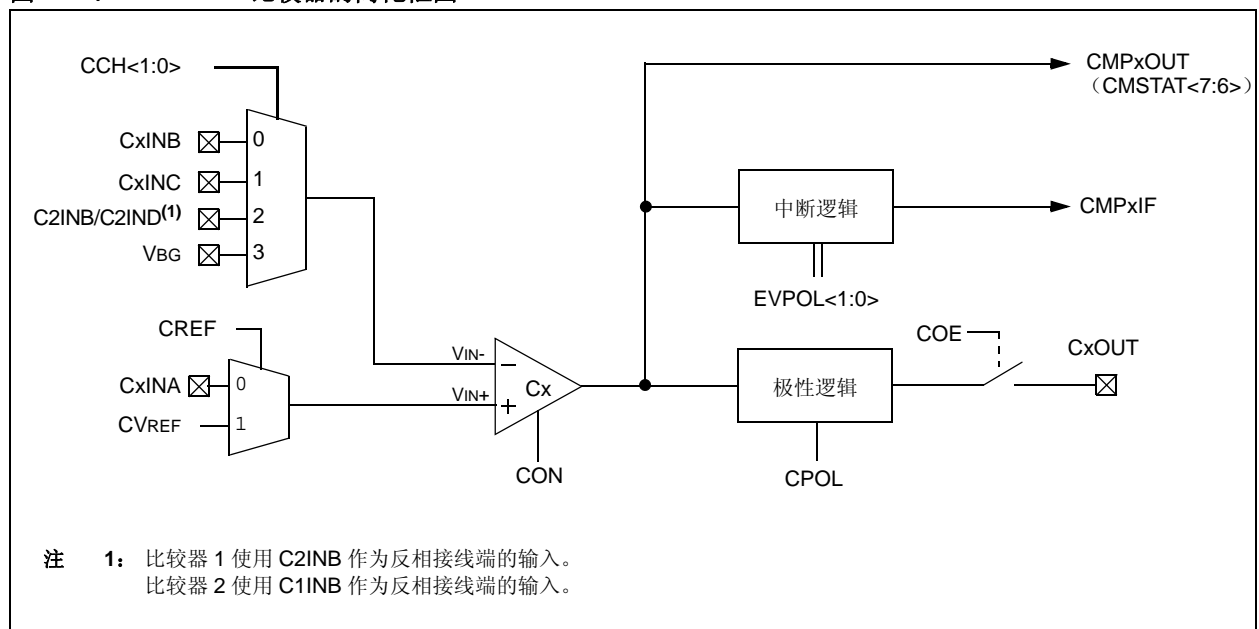 CCH<1:0>
CxINB
0
CxINC
1
C2INB/C2IND(1)
2
VBG
3
CREF
CxINA
0
CVREF
1
VIN-
VIN+
Cx
CON
CMPxOUT
（CMSTAT<7:6>）
中断逻辑
CMPxIF
EVPOL<1:0>
COE
CxOUT
极性逻辑
CPOL
注 1： 比较器 1 使用 C2INB 作为反相接线端的输入。
比较器 2 使用 C1INB 作为反相接线端的输入。